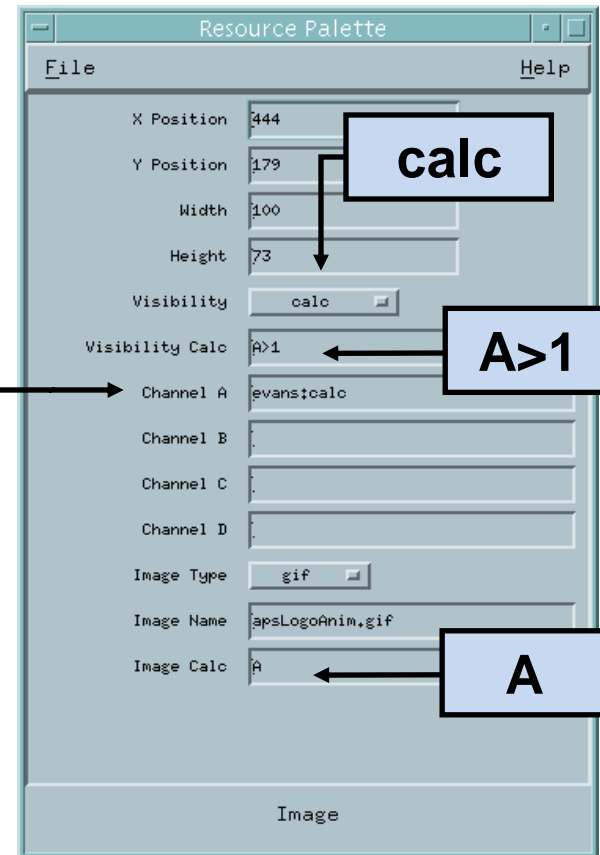 Resource Palette
File Help
X Position 444
Y Position 179
calc
Width 100
Height 73
Visibility calc
Visibility Calc A>1
A>1
Channel A evans:calc
Channel B
Channel C
Channel D
Image Type gif
Image Name apsLogoAnim.gif
Image Calc A
A
Image